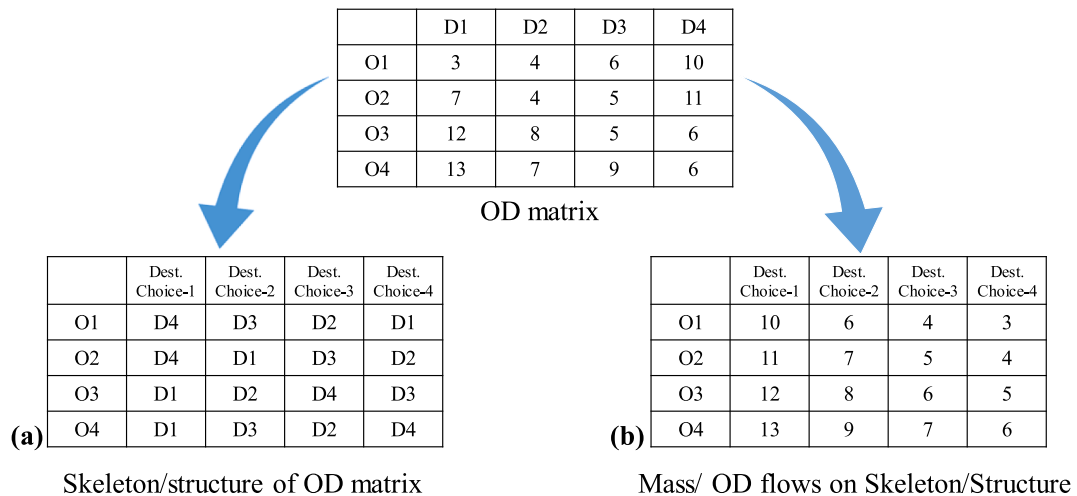 D1 D2 D3 D4
O1 3 4 6 10
O2 7 4 5 11
O3 12 8 5 6
O4 13 7 9 6
OD matrix
Dest. Dest. Dest. Dest.
Choice-1 Choice-2 Choice-3 Choice-4
O1 D4 D3 D2 D1
O2 D4 D1 D3 D2
O3 D1 D2 D4 D3
(a) O4 D1 D3 D2 D4
Skeleton/structure of OD matrix
Dest. Dest. Dest. Dest.
Choice-1 Choice-2 Choice-3 Choice-4
O1 10 6 4 3
O2 11 7 5 4
O3 12 8 6 5
(b) O4 13 9 7 6
Mass/ OD flows on Skeleton/Structure